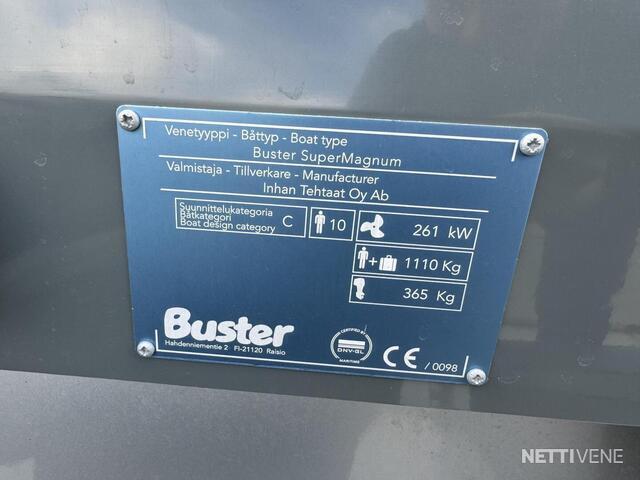 Venetyyppi - Båttyp - Boat type
Buster SuperMagnum
Valmistaja - Tillverkare - Manufacturer
Inhan Tehtaat Oy Ab
Suunnittelukategoria
Båtkategori
Boat design category
C
10
261 kW
+ 1110 Kg
365 Kg
Buster
Hahdenniementie 2 FI-21120 Raisio
DNV-GL
MARITIME
CE / 0098
NETTIVENE